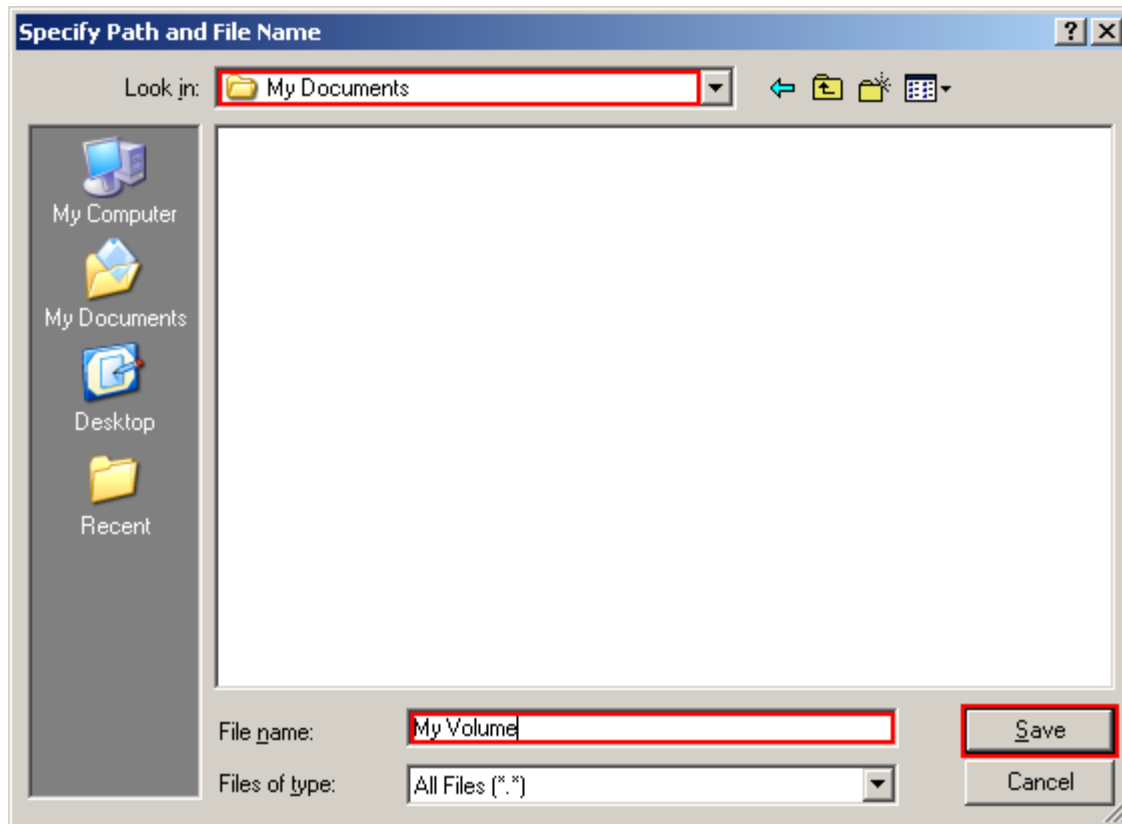 Specify Path and File Name
Look in: My Documents
My Computer
My Documents
Desktop
Recent
File name: My Volume
Save
Files of type: All Files (*.*)
Cancel